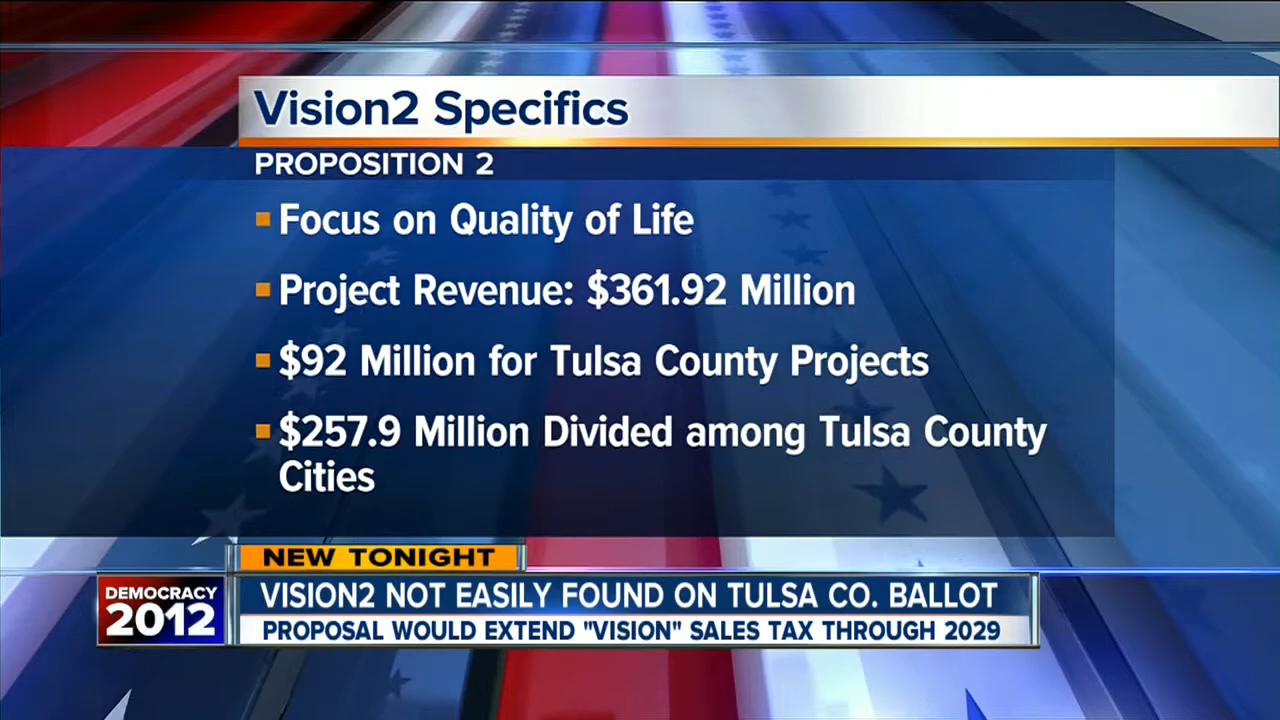 Vision2 Specifics
PROPOSITION 2
Focus on Quality of Life
Project Revenue: $361.92 Million
$92 Million for Tulsa County Projects
$257.9 Million Divided among Tulsa County
Cities
NEW TONIGHT
DEMOCRACY
2012
VISION2 NOT EASILY FOUND ON TULSA CO. BALLOT
PROPOSAL WOULD EXTEND "VISION" SALES TAX THROUGH 2029